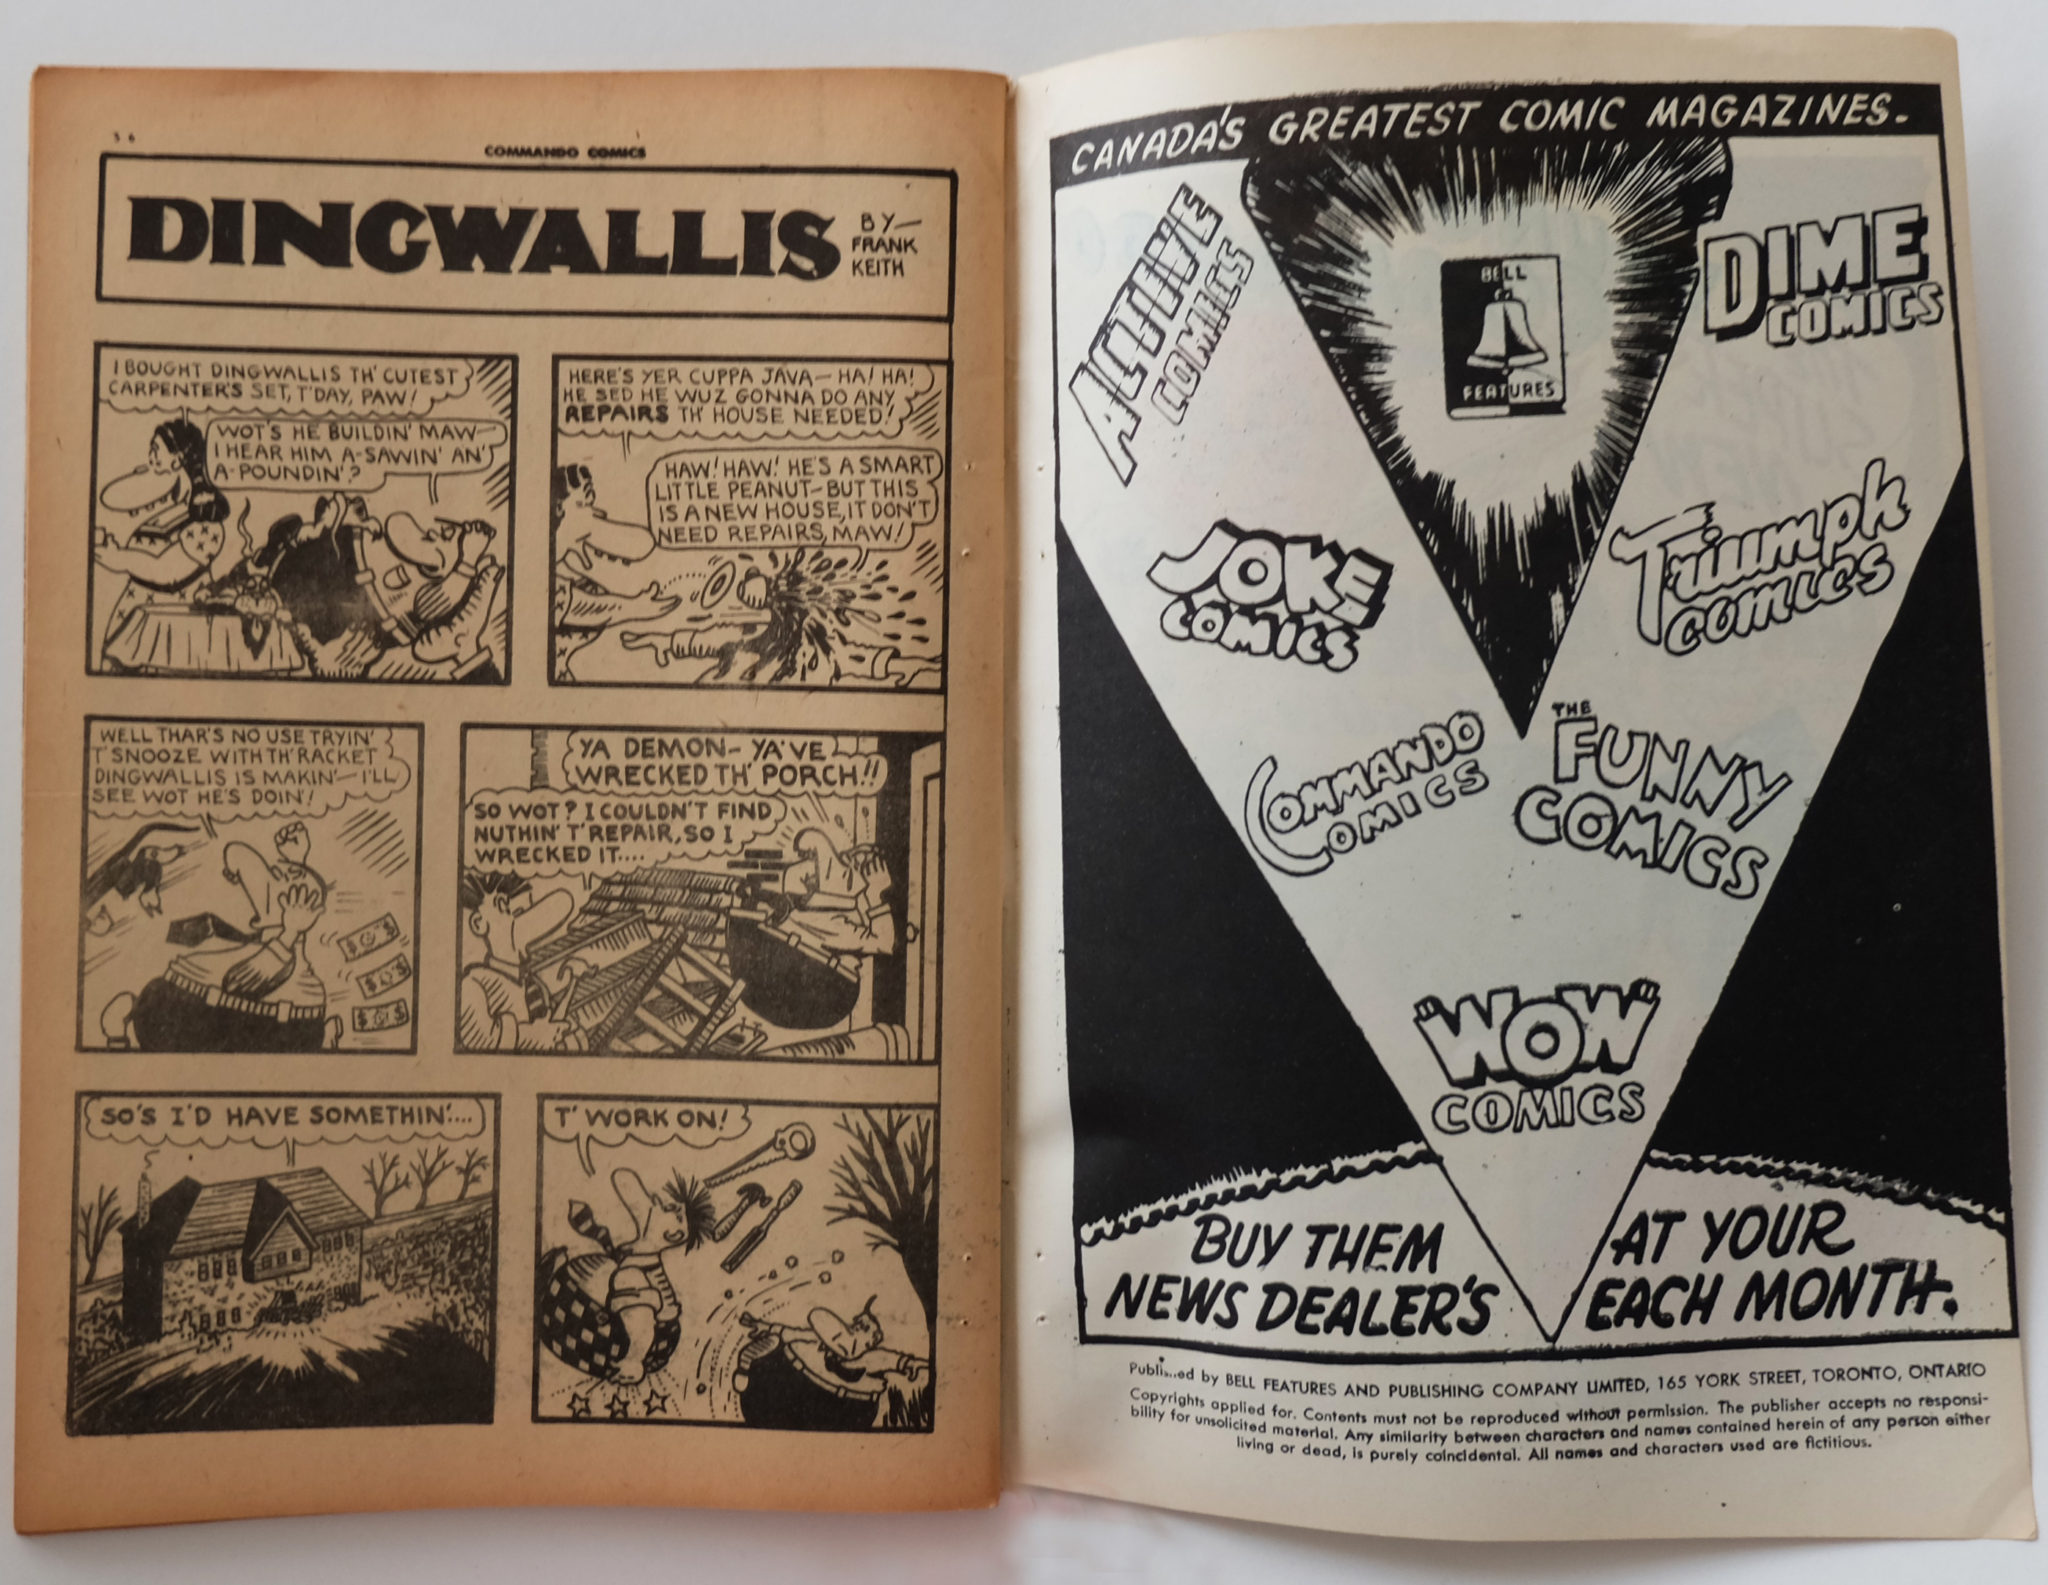 36
COMMANDO COMICS
DINGWALLIS
BY—
FRANK
KEITH
I BOUGHT DINGWALLIS TH' CUTEST
CARPENTER'S SET, T'DAY, PAW!
WOT'S HE BUILDIN' MAW—
I HEAR HIM A-SAWIN' AN'
A-POUNDIN'?
HERE'S YER CUPPA JAVA— HA! HA!
HE SED HE WUZ GONNA DO ANY
REPAIRS TH' HOUSE NEEDED!
HAW! HAW! HE'S A SMART
LITTLE PEANUT—BUT THIS
IS A NEW HOUSE, IT DON'T
NEED REPAIRS, MAW!
WELL THAR'S NO USE TRYIN'
T' SNOOZE WITH TH' RACKET
DINGWALLIS IS MAKIN'—I'LL
SEE WOT HE'S DOIN'!
YA DEMON— YA'VE
WRECKED TH' PORCH!!
SO WOT? I COULDN'T FIND
NUTHIN' T' REPAIR, SO I
WRECKED IT....
SO'S I'D HAVE SOMETHIN'....
T' WORK ON!
CANADA'S GREATEST COMIC MAGAZINES.
ACTIVE
COMICS
BELL
FEATURES
DIME
COMICS
JOKE
COMICS
Triumph
COMICS
COMMANDO
COMICS
THE
FUNNY
COMICS
"WOW"
COMICS
BUY THEM AT YOUR
NEWS DEALER'S EACH MONTH.
by BELL FEATURES AND PUBLISHING COMPANY LIMITED, 165 YORK STREET, TORONTO, ONTARIO
Copyrights applied for. Contents must not be reproduced without permission. The publisher accepts no responsi-
bility for unsolicited material. Any similarity between characters and names contained herein of any person either
living or dead, is purely coincidental. All names and characters used are fictitious.